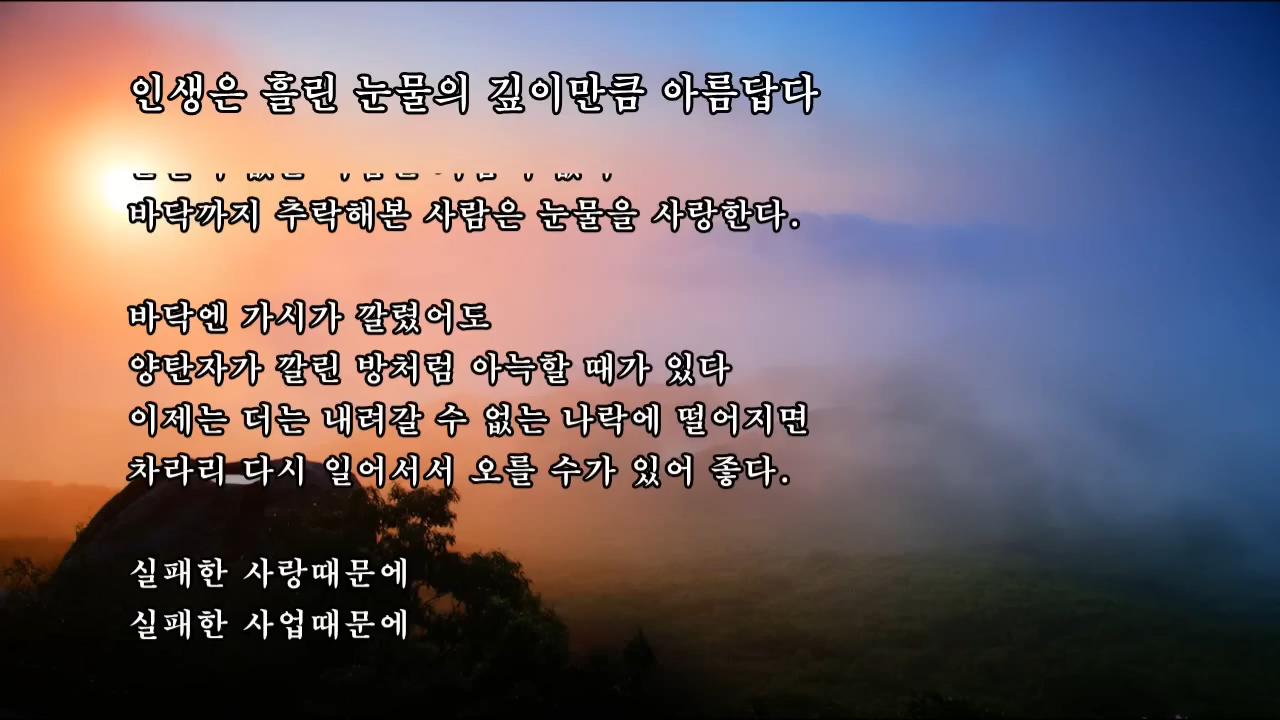 인생은 흘린 눈물의 깊이만큼 아름답다
바닥까지 추락해본 사람은 눈물을 사랑한다.
바닥엔 가시가 깔렸어도
양탄자가 깔린 방처럼 아늑할 때가 있다
이제는 더는 내려갈 수 없는 나락에 떨어지면
차라리 다시 일어서서 오를 수가 있어 좋다.
실패한 사랑때문에
실패한 사업때문에